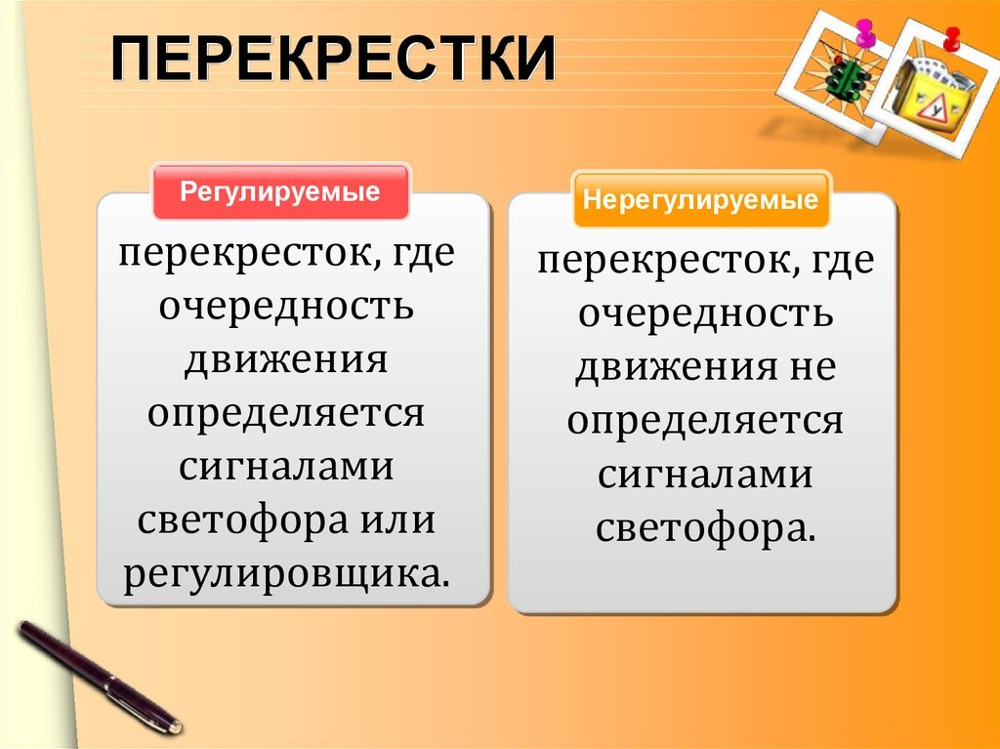 ПЕРЕКРЕСТКИ
Регулируемые
перекресток, где
очередность
движения
определяется
сигналами
светофора или
регулировщика.
Нерегулируемые
перекресток, где
очередность
движения не
определяется
сигналами
светофора.
У